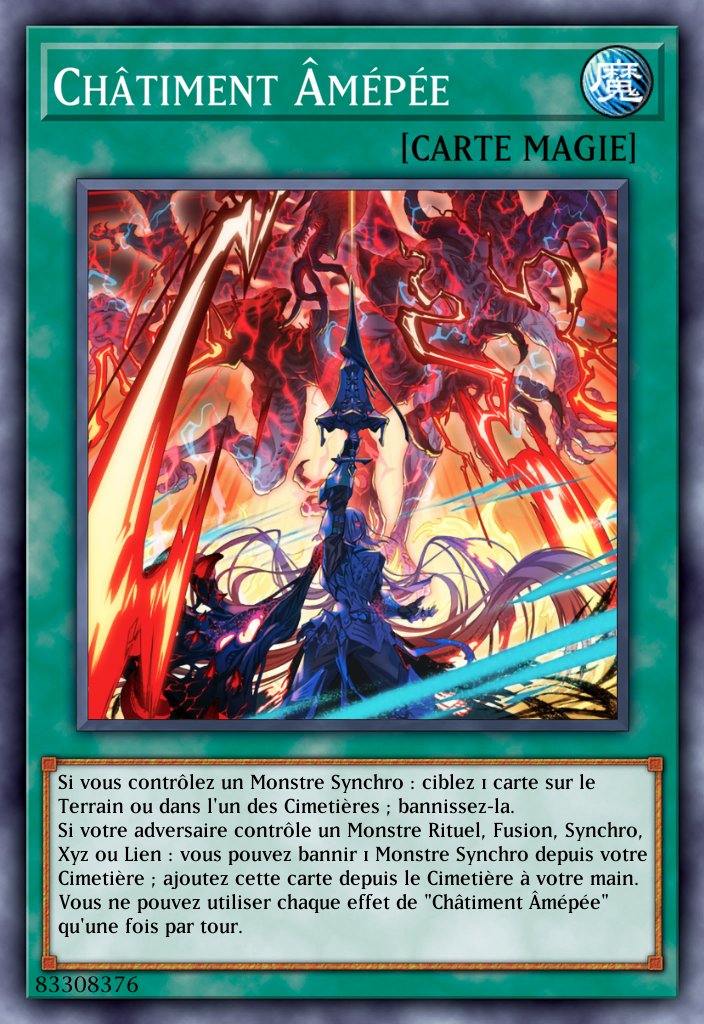 Châtiment Âmépée
魔
[CARTE MAGIE]
Si vous contrôlez un Monstre Synchro : ciblez 1 carte sur le
Terrain ou dans l'un des Cimetières ; bannissez-la.
Si votre adversaire contrôle un Monstre Rituel, Fusion, Synchro,
Xyz ou Lien : vous pouvez bannir 1 Monstre Synchro depuis votre
Cimetière ; ajoutez cette carte depuis le Cimetière à votre main.
Vous ne pouvez utiliser chaque effet de "Châtiment Âmépée"
qu'une fois par tour.
83308376